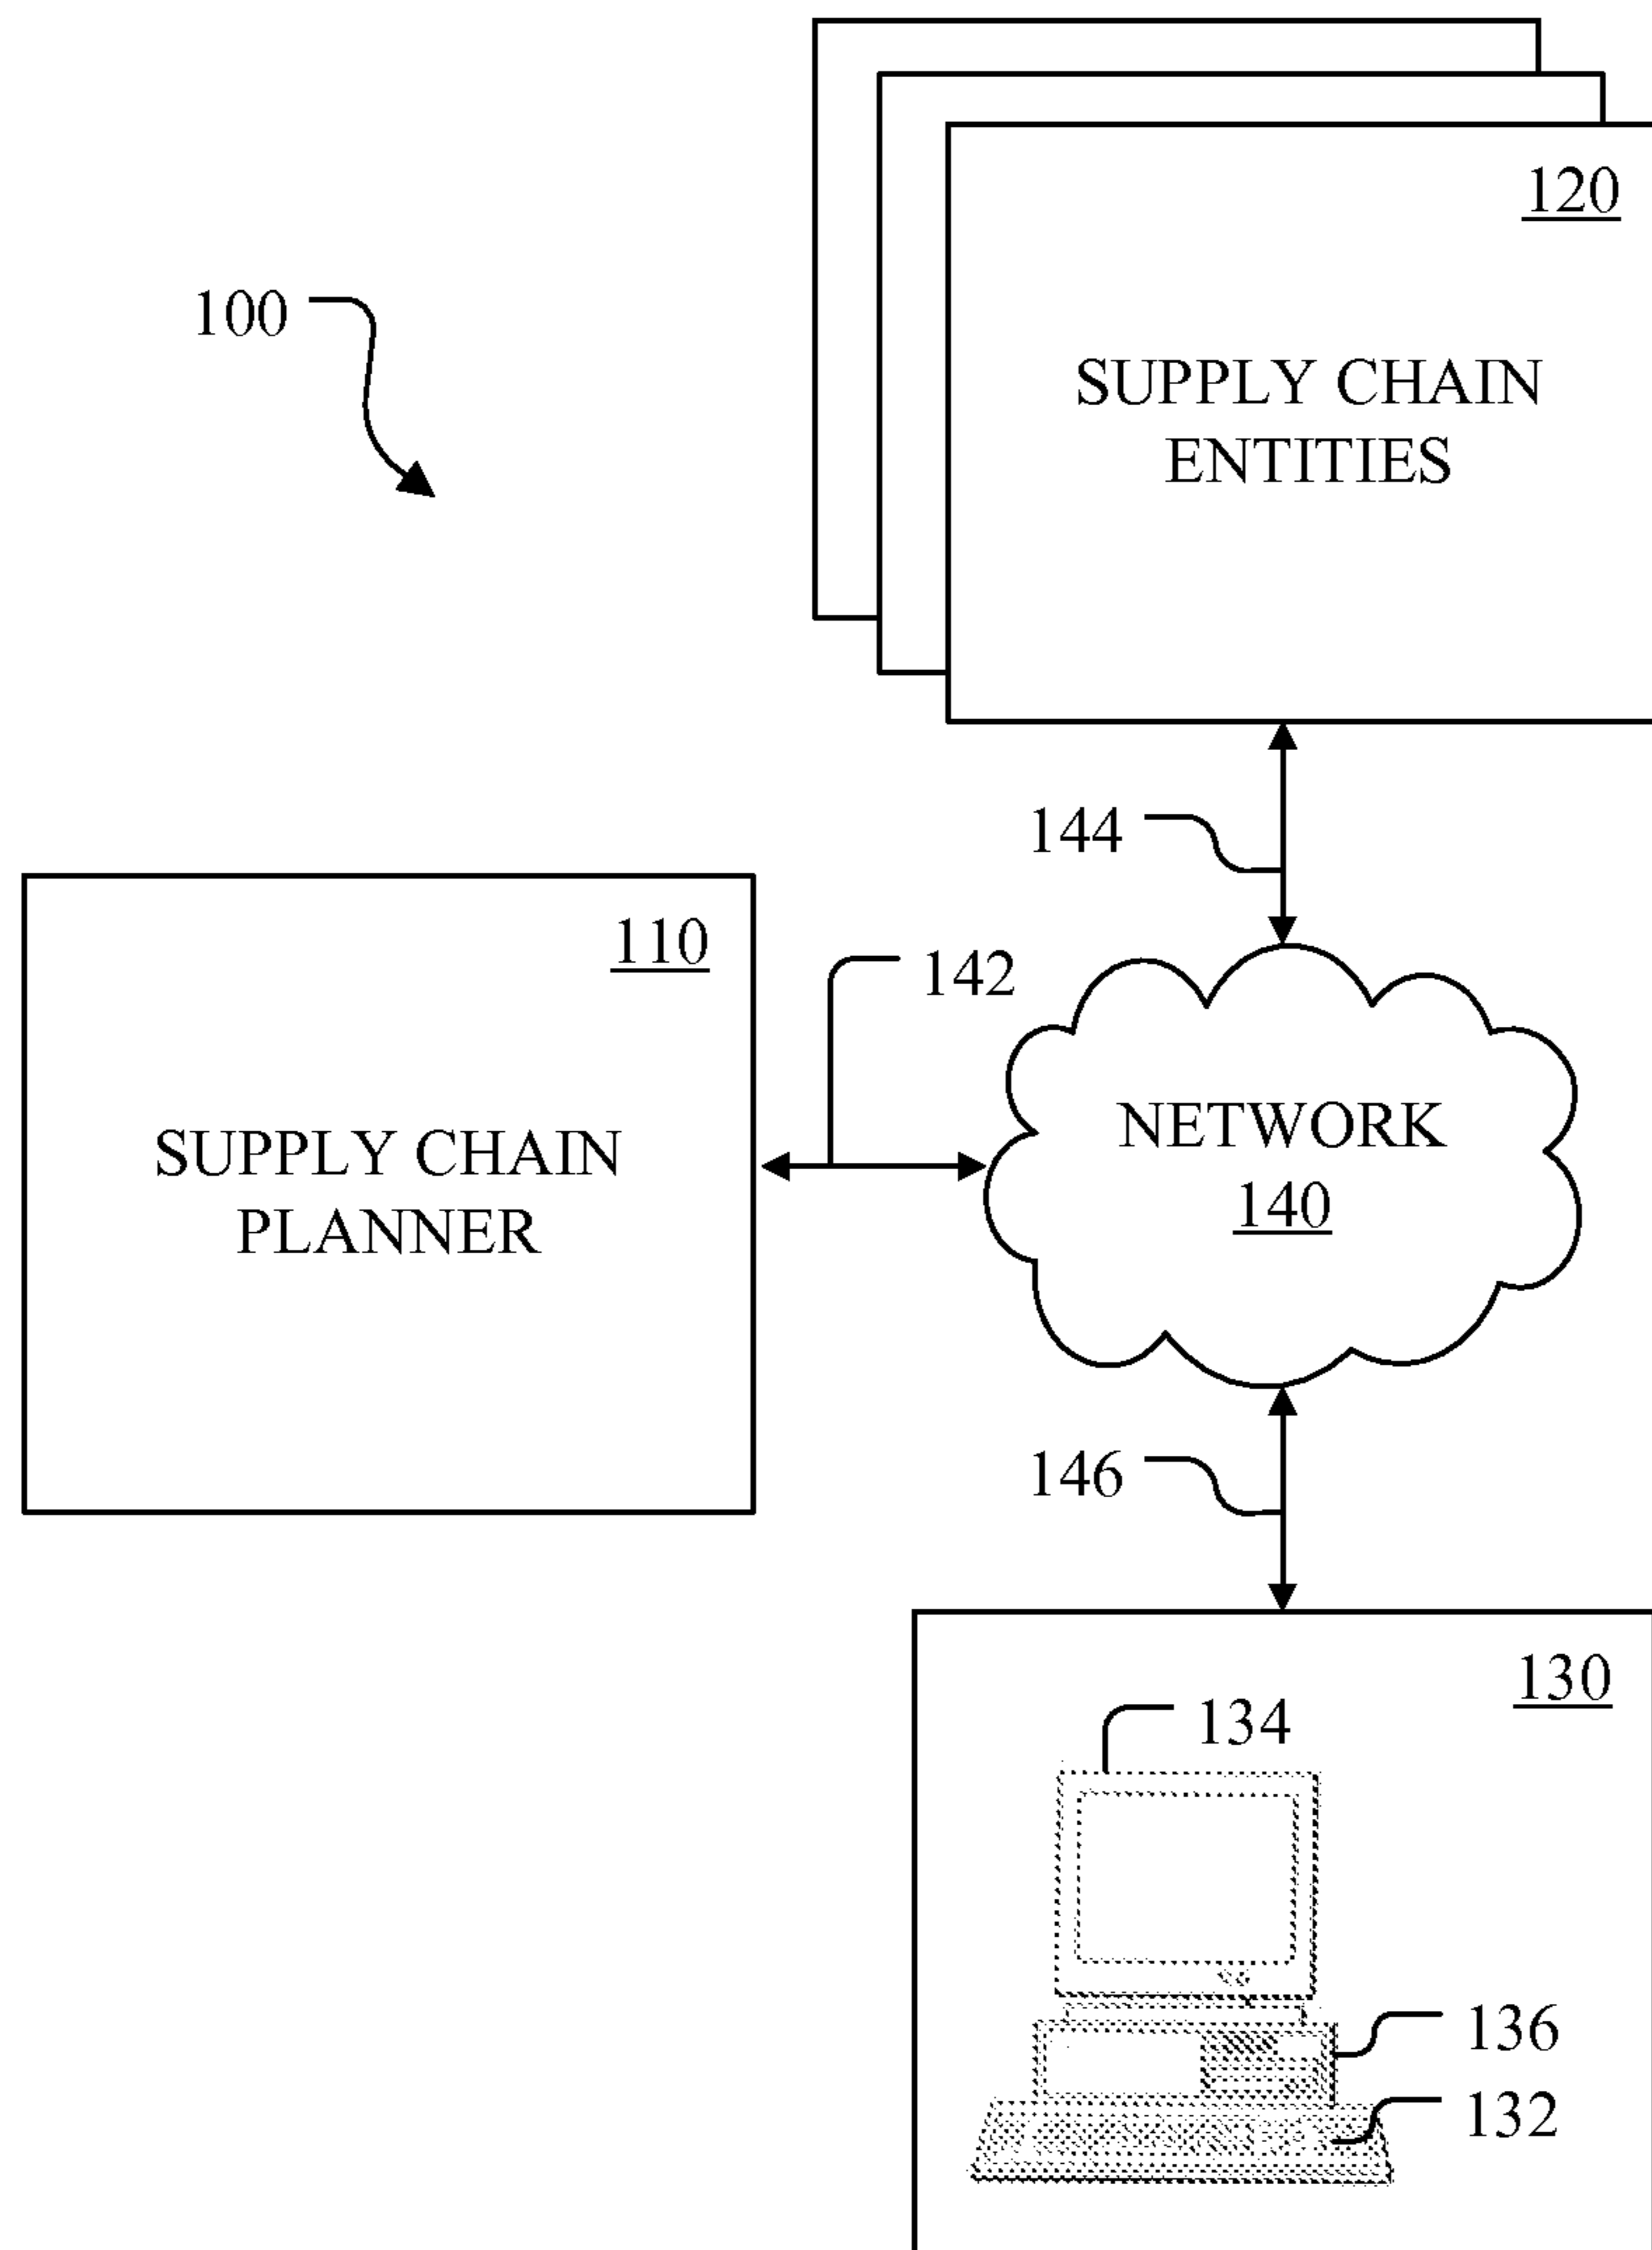 120
100
SUPPLY CHAIN
ENTITIES
144
110
142
NETWORK
140
SUPPLY CHAIN
PLANNER
146
130
134
136
132